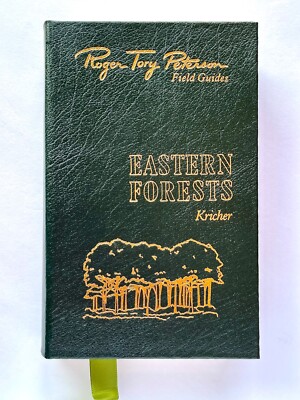 Roger Tory Peterson
Field Guides
EASTERN
FORESTS
Kricher